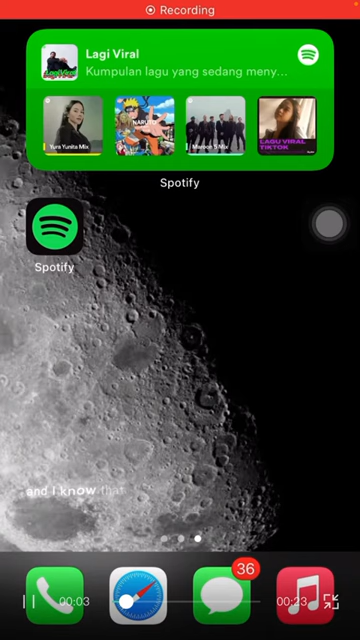 Recording
Lagi Viral
Kumpulan lagu yang sedang meny...
Yura Yunita Mix
NARUTO
Maroon 5 Mix
LAGU VIRAL
TIKTOK
Spotify
Spotify
and I know that
36
00:03
00:23